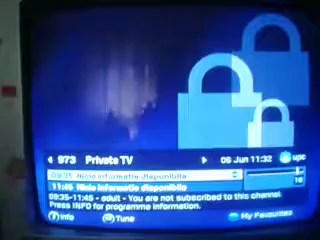 973 Private TV 06 Jun 11:32 upc
09:35 Nicio informatie disponibila
11:45 Nicio informatie disponibila
18
09:35-11:45 - adult - You are not subscribed to this channel.
Press INFO for programme information.
i Info Tune My Favourites